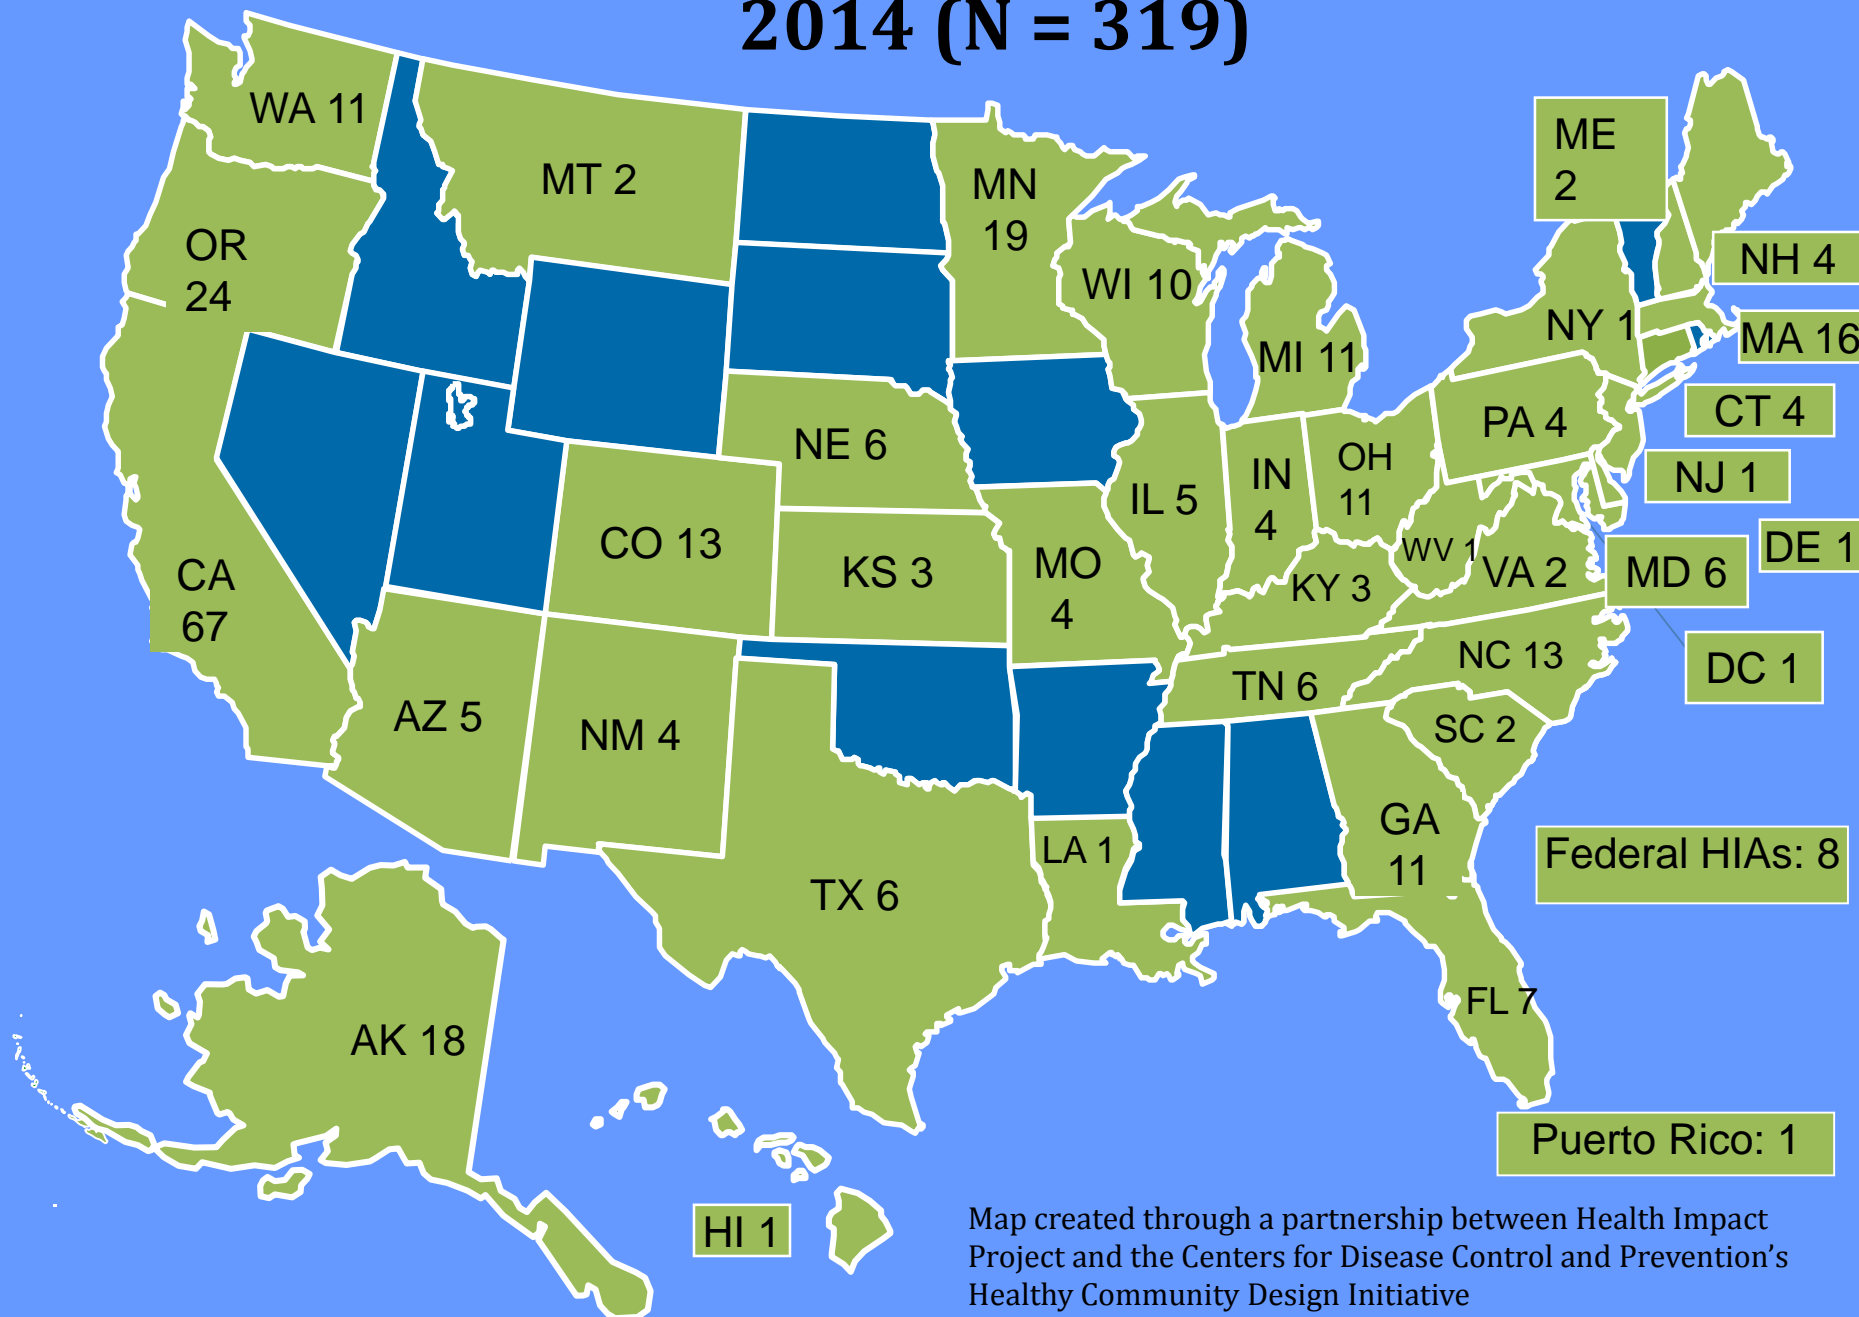 2014 (N = 319)
WA 11
MT 2
MN
19
ME
2
OR
24
WI 10
NH 4
NY 1
MA 16
MI 11
CT 4
PA 4
NE 6
OH
11
IN
4
IL 5
NJ 1
CO 13
KS 3
MO
4
WV 1
VA 2
DE 1
MD 6
CA
67
KY 3
NC 13
DC 1
TN 6
AZ 5
NM 4
SC 2
GA
11
LA 1
Federal HIAs: 8
TX 6
FL 7
AK 18
Puerto Rico: 1
HI 1
Map created through a partnership between Health Impact
Project and the Centers for Disease Control and Prevention’s
Healthy Community Design Initiative